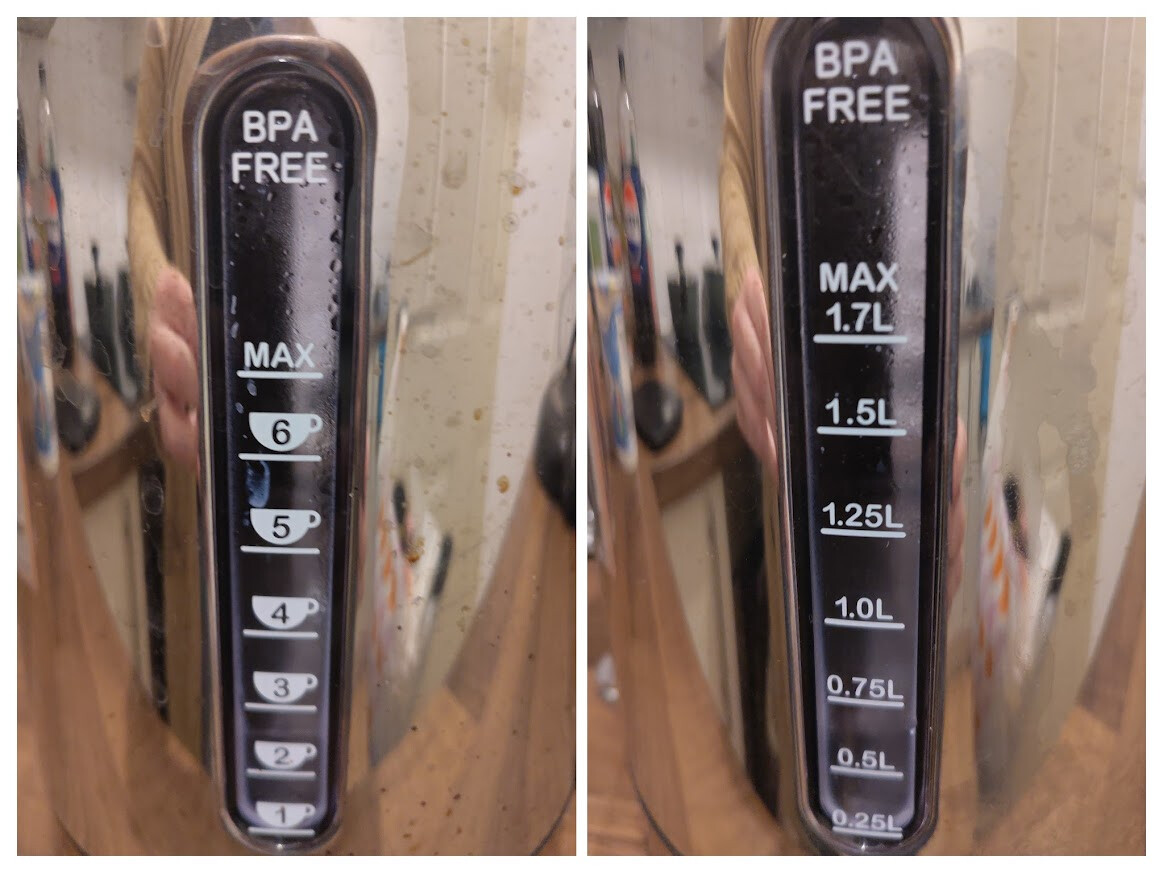 BPA
FREE
MAX
6
5
4
3
2
1
BPA
FREE
MAX
1.7L
1.5L
1.25L
1.0L
0.75L
0.5L
0.25L